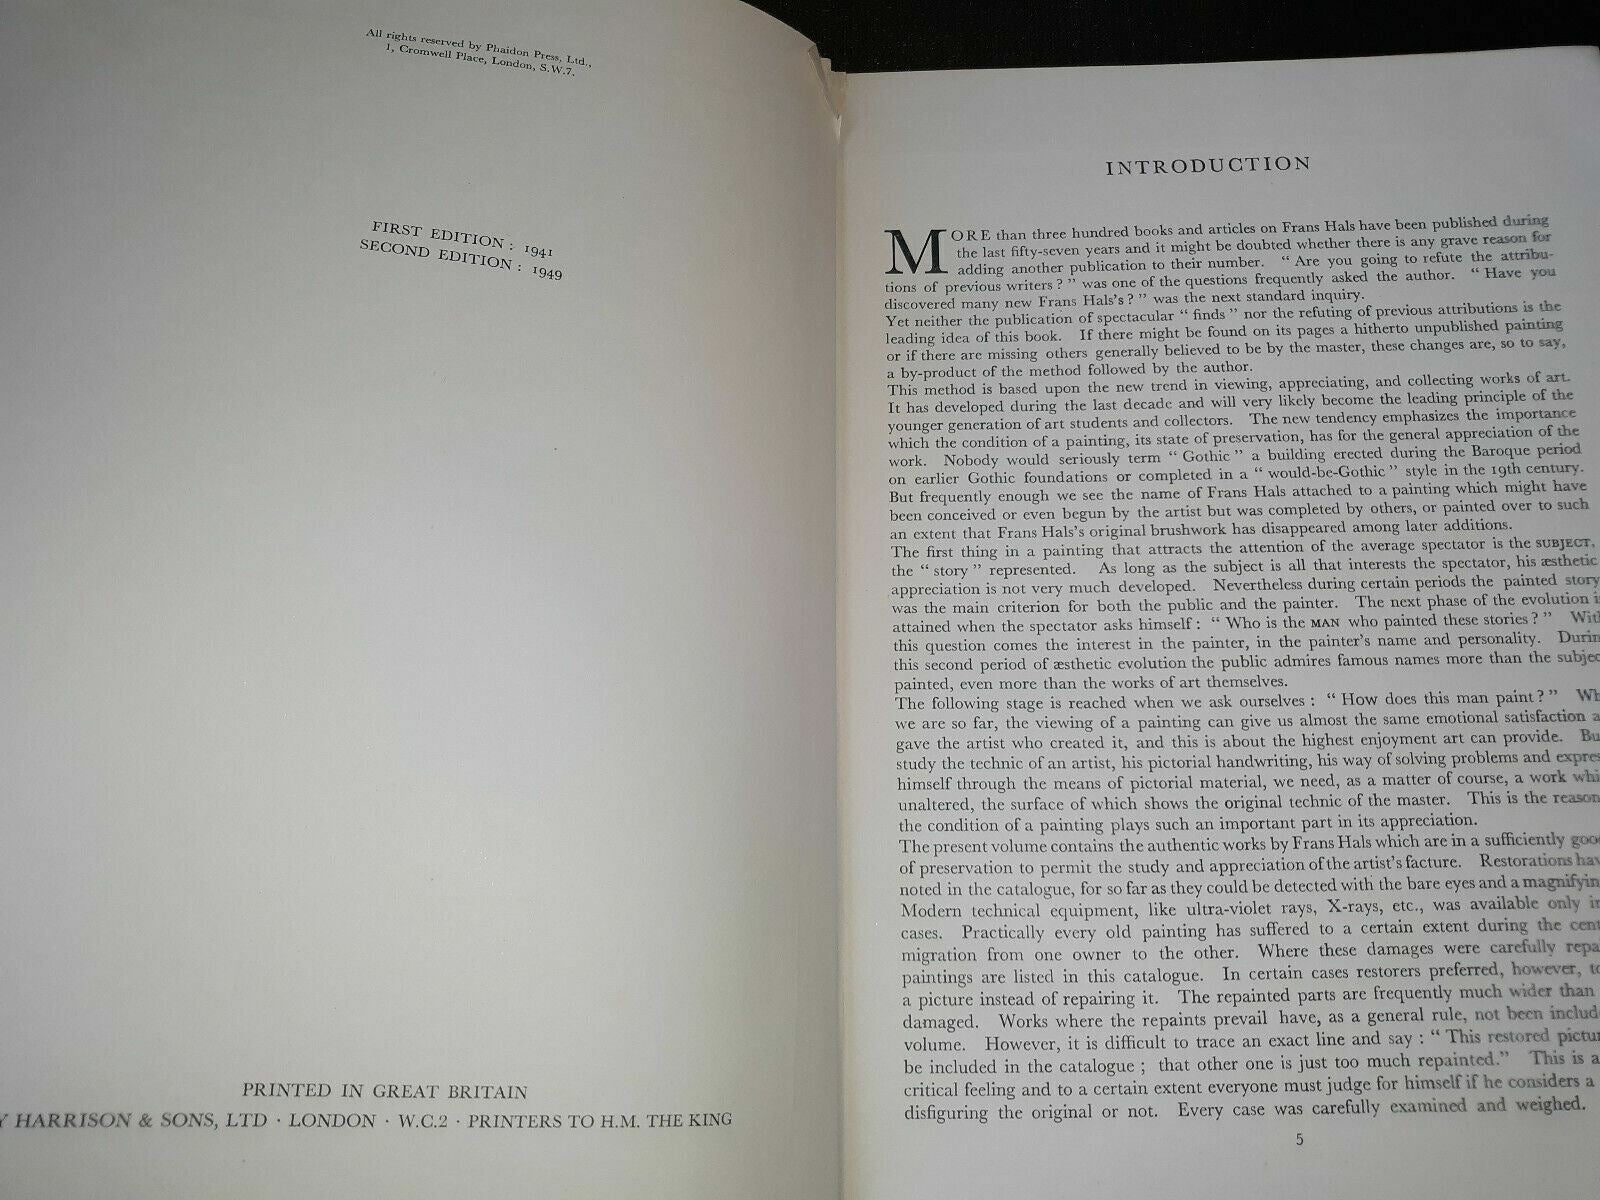 All rights reserved by Phaidon Press, Ltd.,
1, Cromwell Place, London, S.W.7.
FIRST EDITION : 1941
SECOND EDITION : 1949
PRINTED IN GREAT BRITAIN
Y HARRISON & SONS, LTD · LONDON · W.C.2 · PRINTERS TO H.M. THE KING
INTRODUCTION
MORE than three hundred books and articles on Frans Hals have been published during
the last fifty-seven years and it might be doubted whether there is any grave reason for
adding another publication to their number. “ Are you going to refute the attribu-
tions of previous writers ? ” was one of the questions frequently asked the author. “ Have you
discovered many new Frans Hals's ? ” was the next standard inquiry.
Yet neither the publication of spectacular “ finds ” nor the refuting of previous attributions is the
leading idea of this book. If there might be found on its pages a hitherto unpublished painting
or if there are missing others generally believed to be by the master, these changes are, so to say,
a by-product of the method followed by the author.
This method is based upon the new trend in viewing, appreciating, and collecting works of art.
It has developed during the last decade and will very likely become the leading principle of the
younger generation of art students and collectors. The new tendency emphasizes the importance
which the condition of a painting, its state of preservation, has for the general appreciation of the
work. Nobody would seriously term “ Gothic ” a building erected during the Baroque period
on earlier Gothic foundations or completed in a “ would-be-Gothic ” style in the 19th century.
But frequently enough we see the name of Frans Hals attached to a painting which might have
been conceived or even begun by the artist but was completed by others, or painted over to such
an extent that Frans Hals's original brushwork has disappeared among later additions.
The first thing in a painting that attracts the attention of the average spectator is the SUBJECT,
the “ story ” represented. As long as the subject is all that interests the spectator, his æsthetic
appreciation is not very much developed. Nevertheless during certain periods the painted story
was the main criterion for both the public and the painter. The next phase of the evolution i
attained when the spectator asks himself : “ Who is the MAN who painted these stories ? ” Wit
this question comes the interest in the painter, in the painter's name and personality. Durin
this second period of æsthetic evolution the public admires famous names more than the subjec
painted, even more than the works of art themselves.
The following stage is reached when we ask ourselves : “ How does this man paint ? ” Wh
we are so far, the viewing of a painting can give us almost the same emotional satisfaction a
gave the artist who created it, and this is about the highest enjoyment art can provide. Bu
study the technic of an artist, his pictorial handwriting, his way of solving problems and expres
himself through the means of pictorial material, we need, as a matter of course, a work whi
unaltered, the surface of which shows the original technic of the master. This is the reason
the condition of a painting plays such an important part in its appreciation.
The present volume contains the authentic works by Frans Hals which are in a sufficiently goo
of preservation to permit the study and appreciation of the artist's facture. Restorations hav
noted in the catalogue, for so far as they could be detected with the bare eyes and a magnifyin
Modern technical equipment, like ultra-violet rays, X-rays, etc., was available only i
cases. Practically every old painting has suffered to a certain extent during the cent
migration from one owner to the other. Where these damages were carefully repa
paintings are listed in this catalogue. In certain cases restorers preferred, however, to
a picture instead of repairing it. The repainted parts are frequently much wider than
damaged. Works where the repaints prevail have, as a general rule, not been includ
volume. However, it is difficult to trace an exact line and say : “ This restored pictur
be included in the catalogue ; that other one is just too much repainted.” This is a
critical feeling and to a certain extent everyone must judge for himself if he considers a
disfiguring the original or not. Every case was carefully examined and weighed.
5